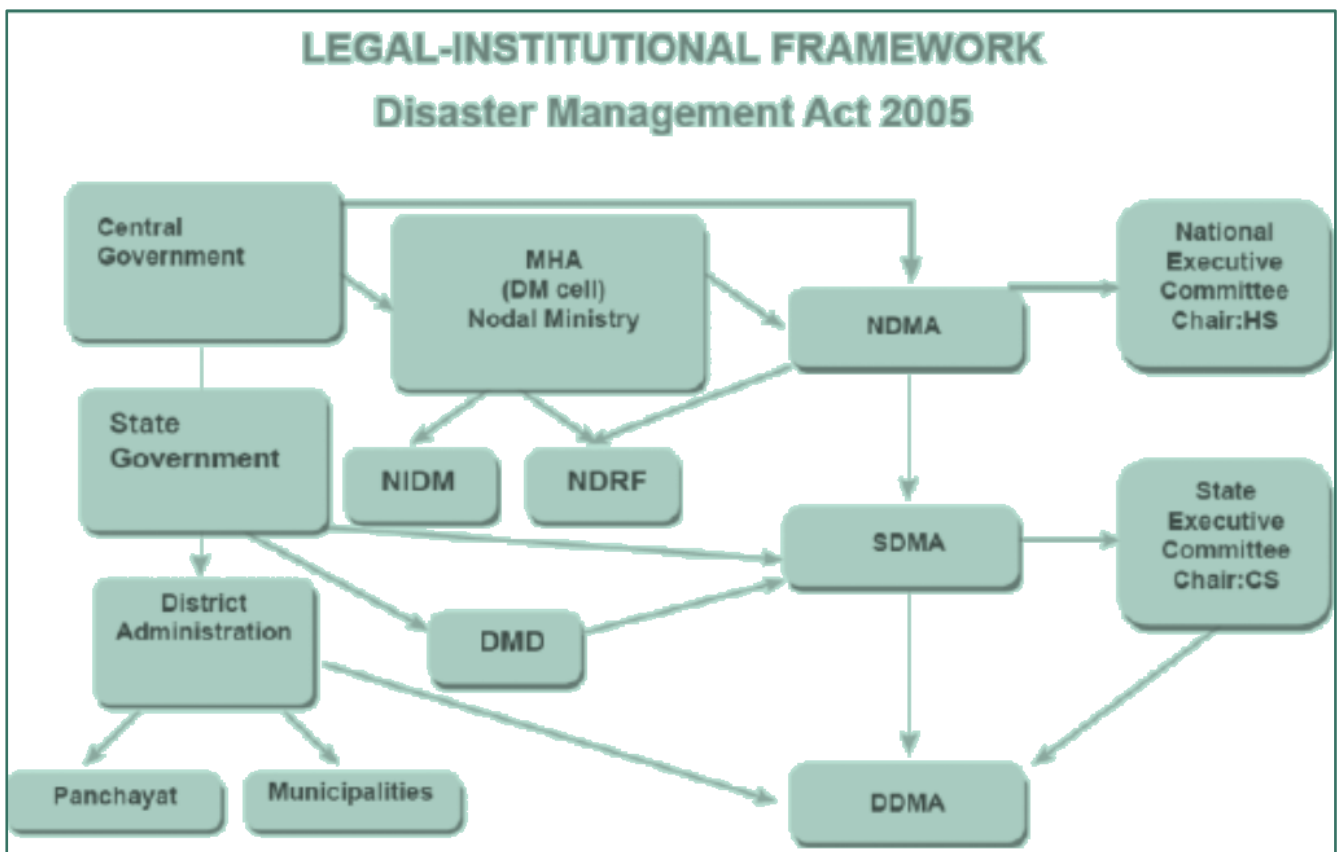 LEGAL-INSTITUTIONAL FRAMEWORK
Disaster Management Act 2005
Central
Government
MHA
(DM cell)
Nodal Ministry
NDMA
National
Executive
Committee
Chair:HS
State
Government
NIDM
NDRF
SDMA
State
Executive
Committee
Chair:CS
District
Administration
DMD
Panchayat
Municipalities
DDMA